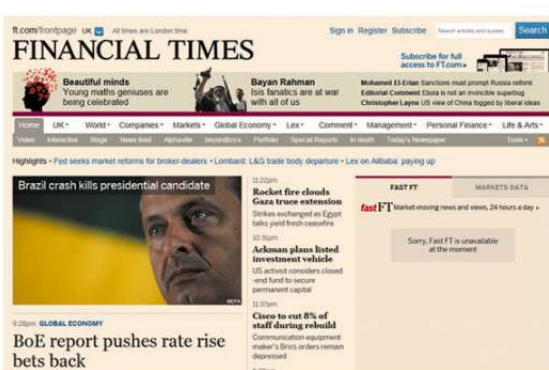 ft.com/frontpage UK All times are London time
Sign in Register Subscribe
Search articles and quotes
Search
FINANCIAL TIMES
Subscribe for full
access to FT.com
Beautiful minds
Young maths geniuses are
being celebrated
Bayan Rahman
Isis fanatics are at war
with all of us
Mohamed El-Erian Sanctions must prompt Russia rethink
Editorial Comment Ebola is not an invincible superbug
Christopher Layne US view of China fogged by liberal ideas
Home UK World Companies Markets Global Economy Lex Comment Management Personal Finance Life & Arts
Video Interactive Blogs News feed Alphaville beyondbrics Portfolio Special Reports In depth Today's Newspaper Tools
Highlights • Fed seeks market reforms for broker-dealers • Lombard: L&G trade body departure • Lex on Alibaba: paying up
Brazil crash kills presidential candidate
©EPA
9:28pm GLOBAL ECONOMY
BoE report pushes rate rise
bets back
11:22pm
Rocket fire clouds
Gaza truce extension
Strikes exchanged as Egypt
talks yield fresh ceasefire
10:31pm
Ackman plans listed
investment vehicle
US activist considers closed
-end fund to secure
permanent capital
11:37pm
Cisco to cut 8% of
staff during rebuild
Communication equipment
maker's Brics orders remain
depressed
FAST FT
MARKETS DATA
fastFT Market-moving news and views, 24 hours a day
Sorry, Fast FT is unavailable
at the moment